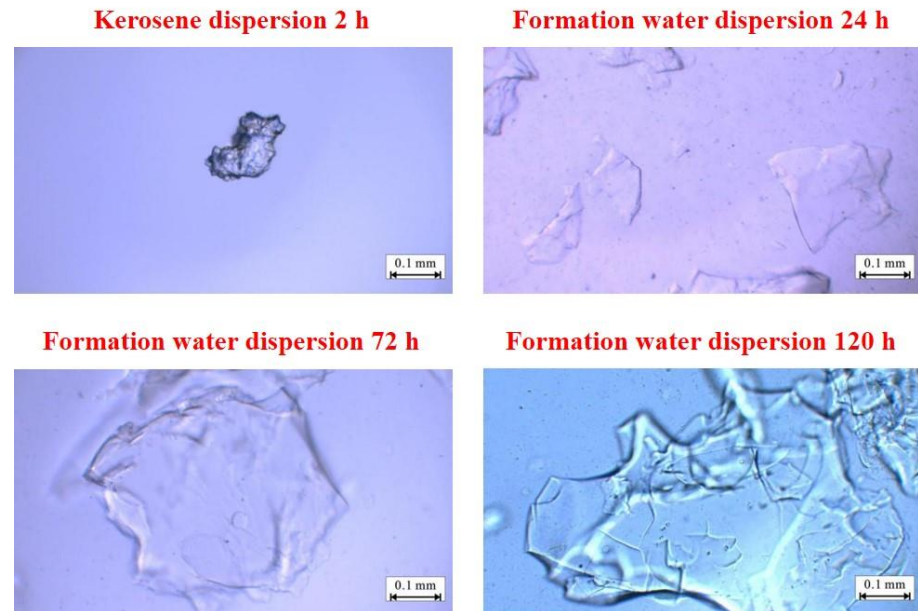 Kerosene dispersion 2 h
Formation water dispersion 24 h
0.1 mm
0.1 mm
Formation water dispersion 72 h
Formation water dispersion 120 h
0.1 mm
0.1 mm